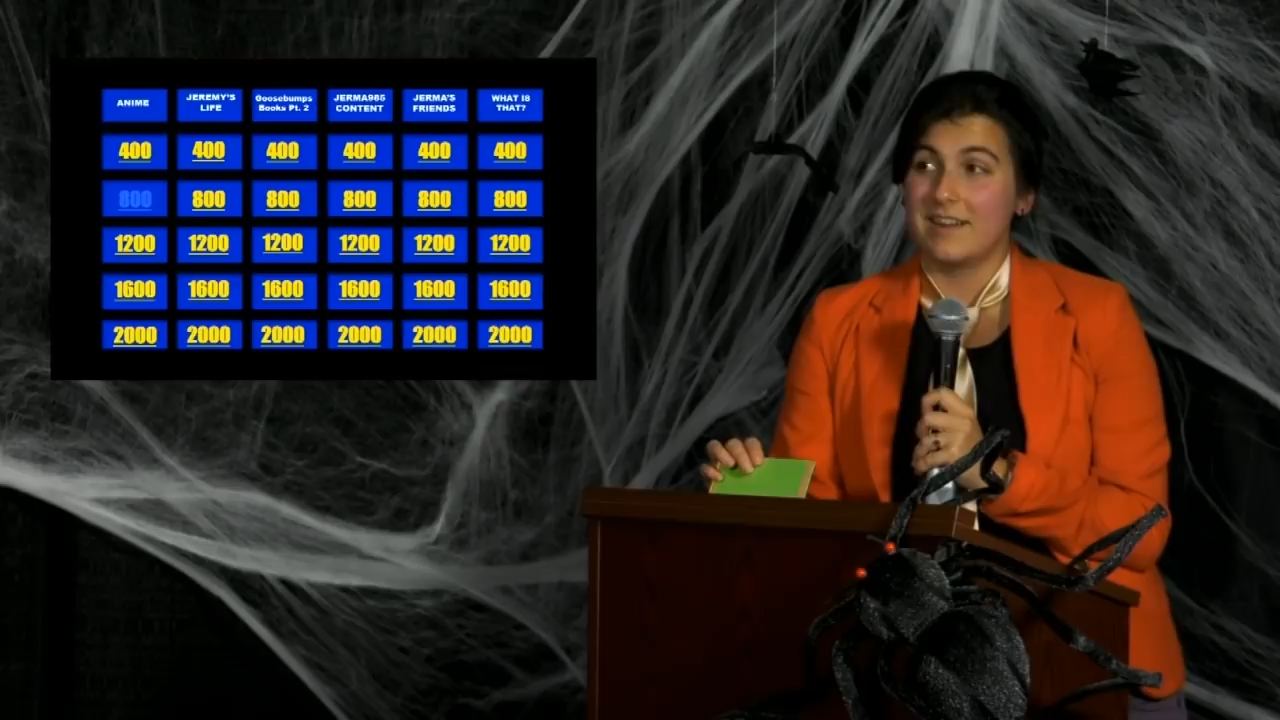 ANIME
JEREMY'S
LIFE
Goosebumps
Books Pt. 2
JERMA985
CONTENT
JERMA'S
FRIENDS
WHAT IS
THAT?
400 400 400 400 400 400
800 800 800 800 800 800
1200 1200 1200 1200 1200 1200
1600 1600 1600 1600 1600 1600
2000 2000 2000 2000 2000 2000